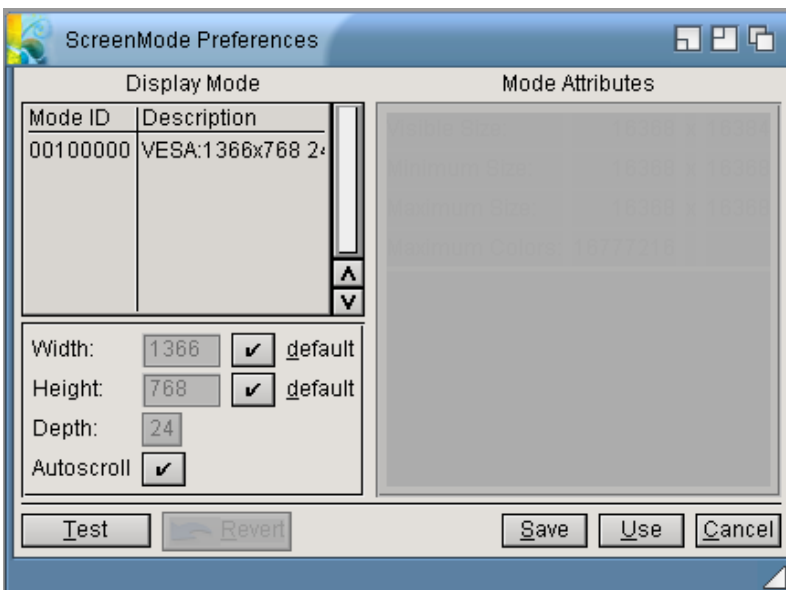 ScreenMode Preferences
Display Mode
Mode ID Description
00100000 VESA:1366x768 24
Width: 1366 ✔ default
Height: 768 ✔ default
Depth: 24
Autoscroll ✔
Mode Attributes
Visible Size: 16368 x 16384
Minimum Size: 16368 x 16368
Maximum Size: 16368 x 16368
Maximum Colors: 16777216
Test Revert Save Use Cancel